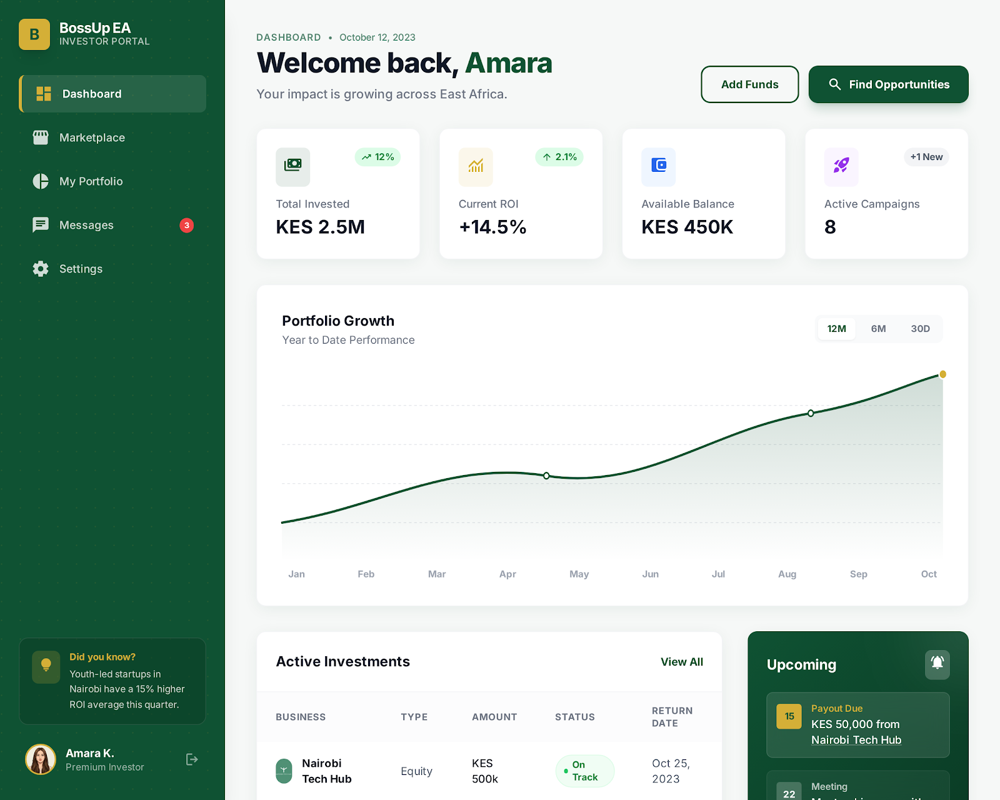 B
BossUp EA
INVESTOR PORTAL
Dashboard
Marketplace
My Portfolio
Messages
3
Settings
Did you know?
Youth-led startups in
Nairobi have a 15% higher
ROI average this quarter.
Amara K.
Premium Investor
DASHBOARD • October 12, 2023
Welcome back, Amara
Your impact is growing across East Africa.
Add Funds
Find Opportunities
12%
Total Invested
KES 2.5M
2.1%
Current ROI
+14.5%
Available Balance
KES 450K
+1 New
Active Campaigns
8
Portfolio Growth
Year to Date Performance
12M 6M 30D
Jan Feb Mar Apr May Jun Jul Aug Sep Oct
Active Investments
View All
BUSINESS TYPE AMOUNT STATUS RETURN
DATE
Nairobi
Tech Hub
Equity
KES
500k
On
Track
Oct 25,
2023
Upcoming
15
Payout Due
KES 50,000 from
Nairobi Tech Hub
22
Meeting